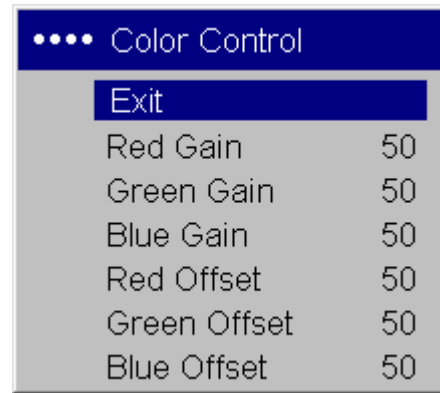 •••• Color Control
Exit
Red Gain 50
Green Gain 50
Blue Gain 50
Red Offset 50
Green Offset 50
Blue Offset 50